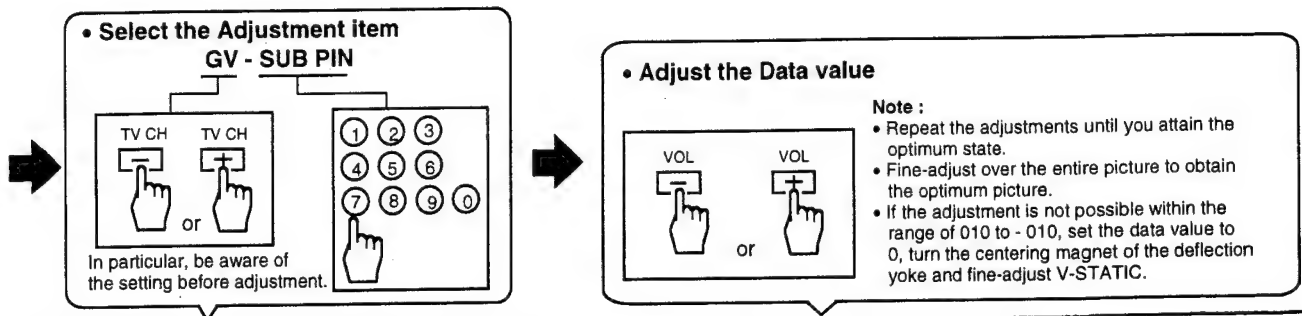 • Select the Adjustment item
GV - SUB PIN
TV CH TV CH
− +
or
In particular, be aware of
the setting before adjustment.
1 2 3
4 5 6
7 8 9 0
• Adjust the Data value
VOL VOL
− +
or
Note :
• Repeat the adjustments until you attain the
optimum state.
• Fine-adjust over the entire picture to obtain
the optimum picture.
• If the adjustment is not possible within the
range of 010 to - 010, set the data value to
0, turn the centering magnet of the deflection
yoke and fine-adjust V-STATIC.